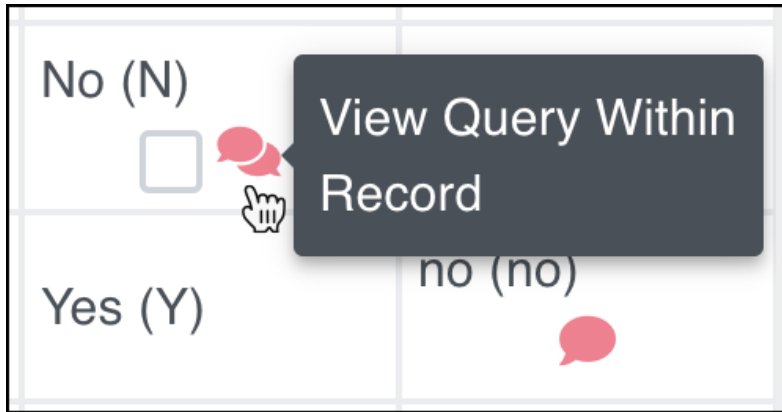 No (N)
View Query Within
Record
no (no)
Yes (Y)